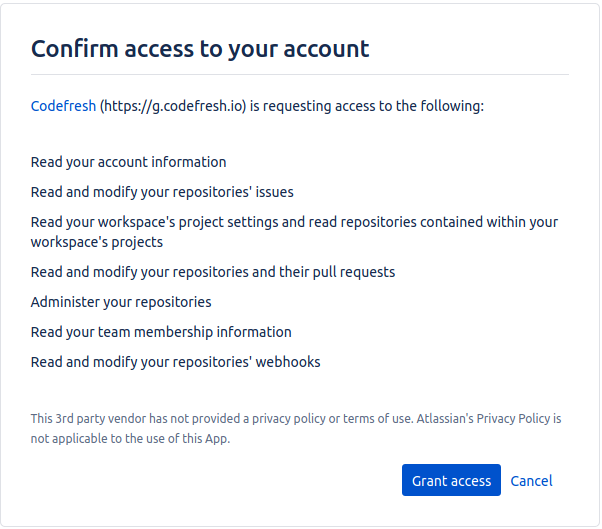 Confirm access to your account
Codefresh (https://g.codefresh.io) is requesting access to the following:
Read your account information
Read and modify your repositories' issues
Read your workspace's project settings and read repositories contained within your
workspace's projects
Read and modify your repositories and their pull requests
Administer your repositories
Read your team membership information
Read and modify your repositories' webhooks
This 3rd party vendor has not provided a privacy policy or terms of use. Atlassian's Privacy Policy is
not applicable to the use of this App.
Grant access Cancel